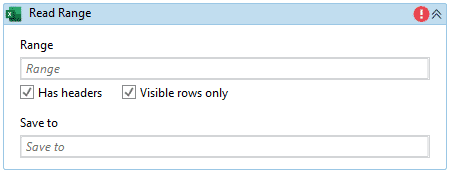 Read Range
Range
Range
Has headers Visible rows only
Save to
Save to